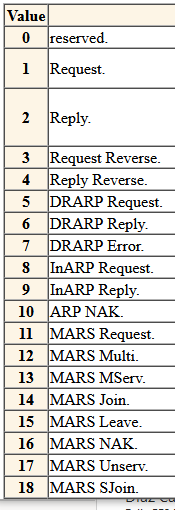 Value
0 reserved.
1 Request.
2 Reply.
3 Request Reverse.
4 Reply Reverse.
5 DRARP Request.
6 DRARP Reply.
7 DRARP Error.
8 InARP Request.
9 InARP Reply.
10 ARP NAK.
11 MARS Request.
12 MARS Multi.
13 MARS MServ.
14 MARS Join.
15 MARS Leave.
16 MARS NAK.
17 MARS Unserv.
18 MARS SJoin.